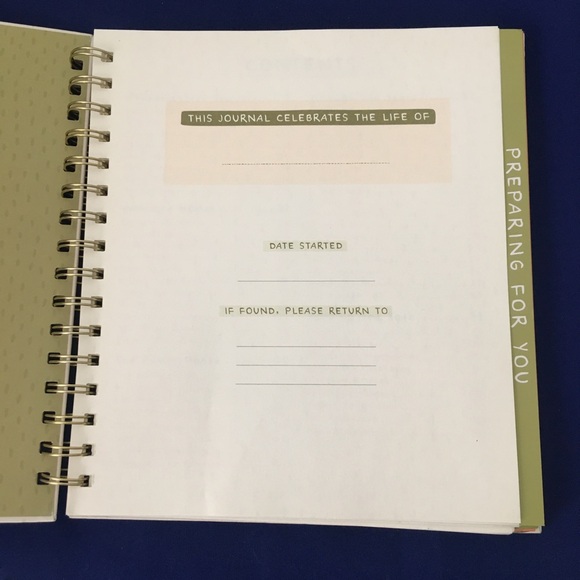 THIS JOURNAL CELEBRATES THE LIFE OF
DATE STARTED
IF FOUND, PLEASE RETURN TO
PREPARING FOR YOU